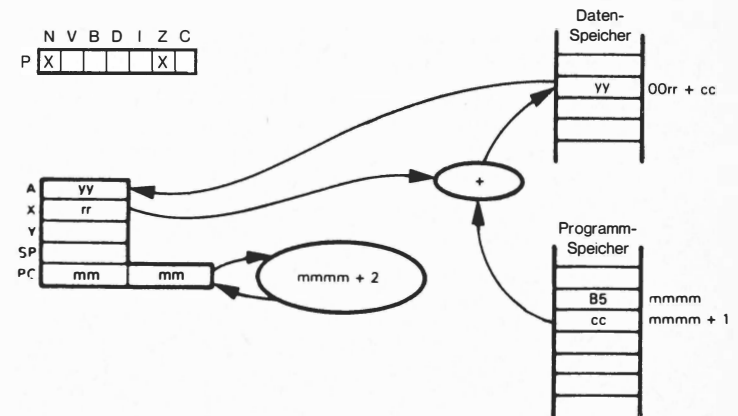 N V B D I Z C
P X X
Daten-
Speicher
yy 00rr + cc
+
A yy
X rr
Y
SP
PC mm mm
mmmm + 2
Programm-
Speicher
B5 mmmm
cc mmmm + 1